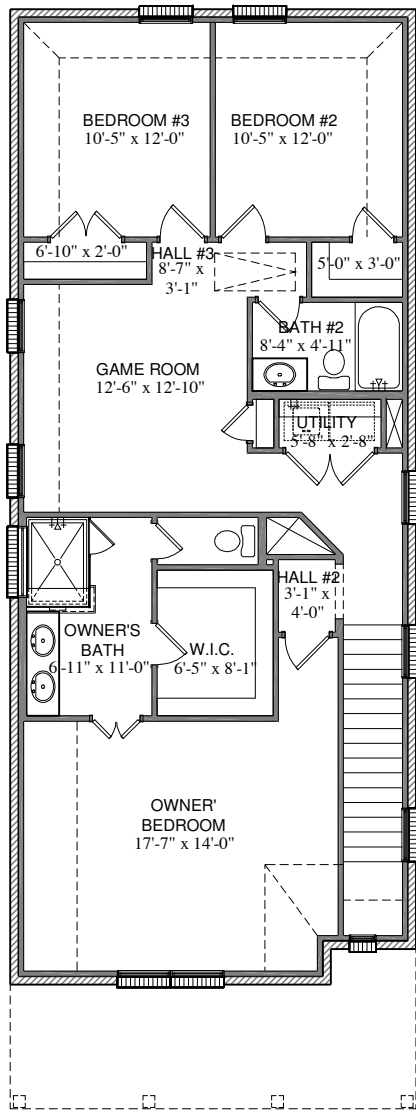 BEDROOM #3
10'-5" x 12'-0"
BEDROOM #2
10'-5" x 12'-0"
6'-10" x 2'-0"
HALL #3
8'-7" x
3'-1"
5'-0" x 3'-0"
BATH #2
8'-4" x 4'-11"
GAME ROOM
12'-6" x 12'-10"
UTILITY
5'-8" x 2'-8"
HALL #2
3'-1" x
4'-0"
OWNER'S
BATH
6'-11" x 11'-0"
W.I.C.
6'-5" x 8'-1"
OWNER'
BEDROOM
17'-7" x 14'-0"